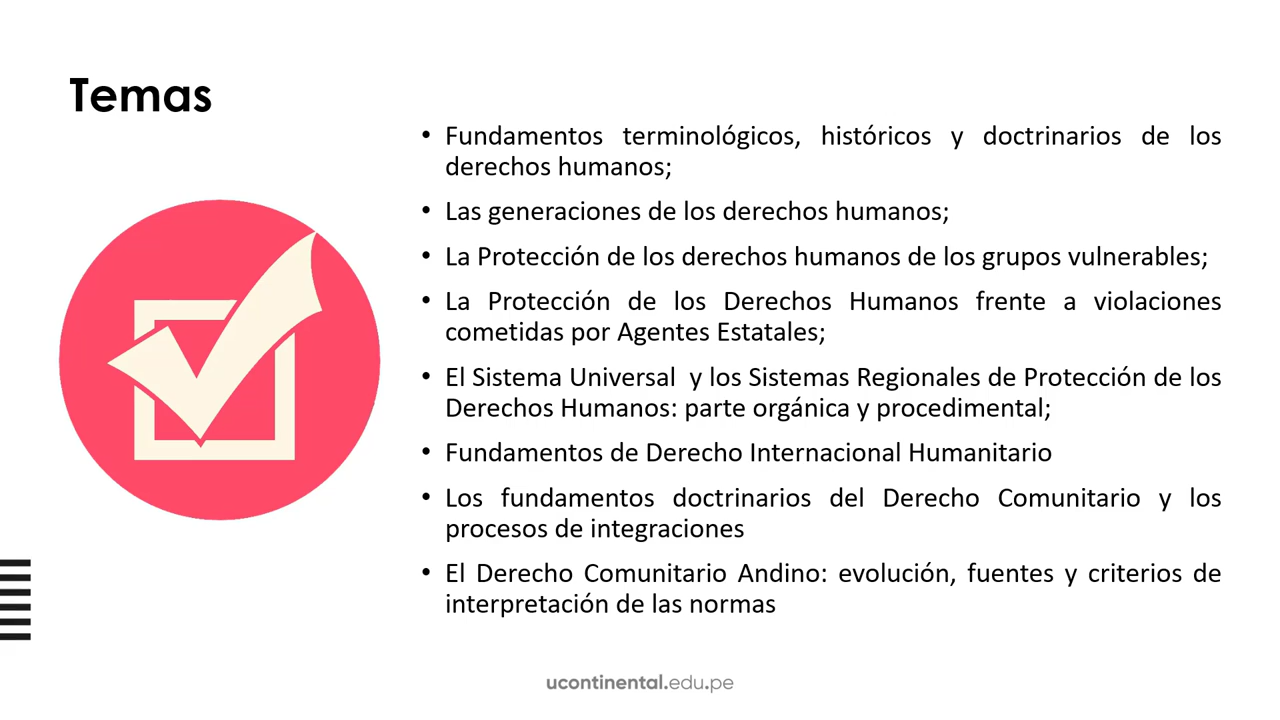 Temas
• Fundamentos terminológicos, históricos y doctrinarios de los
derechos humanos;
• Las generaciones de los derechos humanos;
• La Protección de los derechos humanos de los grupos vulnerables;
• La Protección de los Derechos Humanos frente a violaciones
cometidas por Agentes Estatales;
• El Sistema Universal  y los Sistemas Regionales de Protección de los
Derechos Humanos: parte orgánica y procedimental;
• Fundamentos de Derecho Internacional Humanitario
• Los fundamentos doctrinarios del Derecho Comunitario y los
procesos de integraciones
• El Derecho Comunitario Andino: evolución, fuentes y criterios de
interpretación de las normas
ucontinental.edu.pe